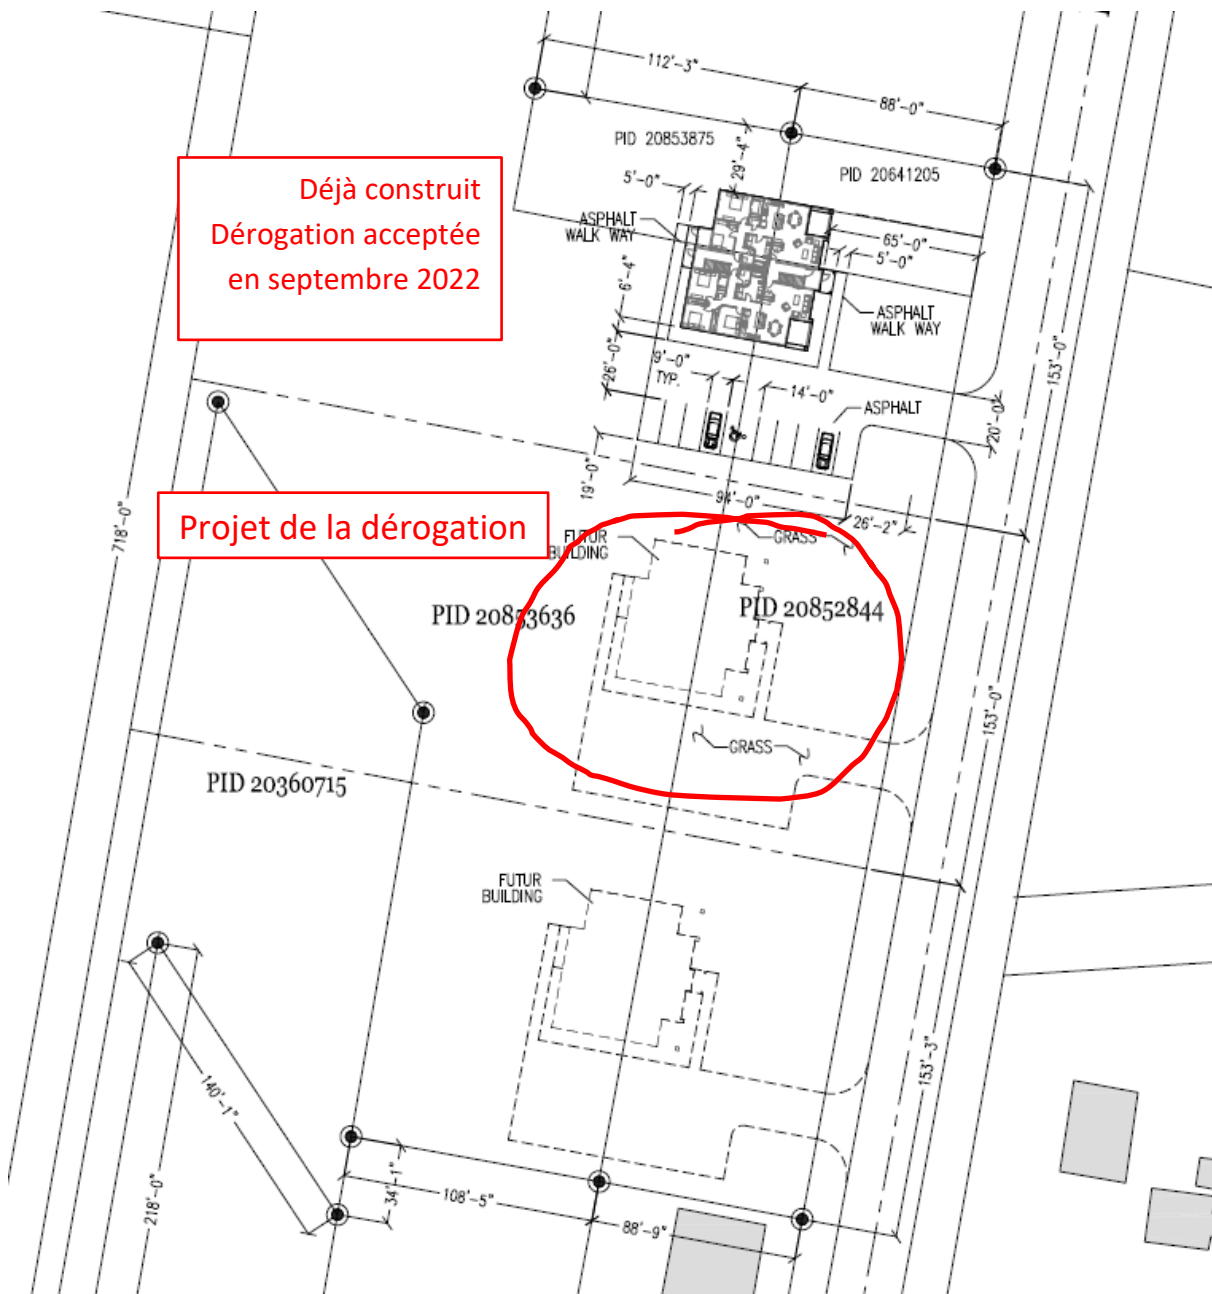 112'-3"
88'-0"
PID 20853875
29'-4"
PID 20641205
Déjà construit
Dérogation acceptée
en septembre 2022
5'-0"
ASPHALT
WALK WAY
65'-0"
5'-0"
6'-4"
ASPHALT
WALK WAY
153'-0"
9'-0"
TYP.
26'-0"
14'-0"
ASPHALT
20'-0"
19'-0"
94'-0"
26'-2"
718'-0"
Projet de la dérogation
FUTUR
BUILDING
GRASS
PID 20853636
PID 20852844
153'-0"
GRASS
PID 20360715
FUTUR
BUILDING
153'-3"
140'-1"
218'-0"
34'-1"
108'-5"
88'-9"